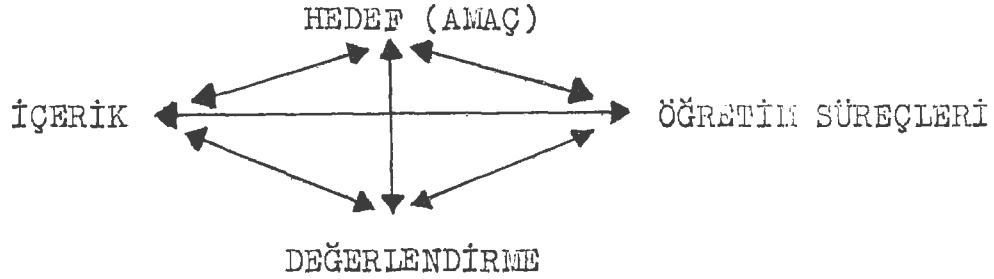 HEDEF (AMAÇ)
İÇERİK
ÖĞRETİM SÜREÇLERİ
DEĞERLENDİRME